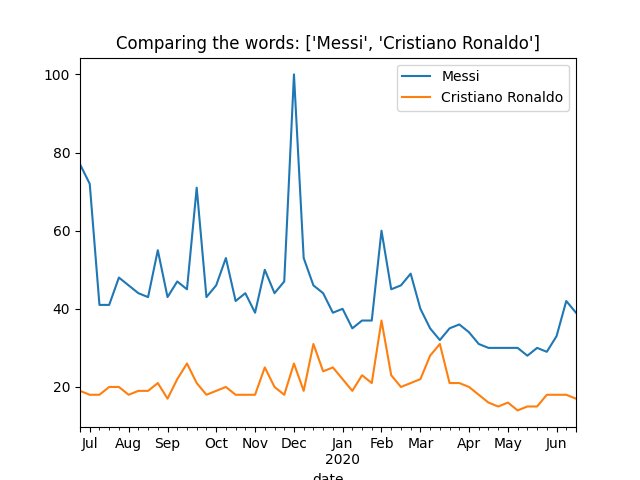 Comparing the words: ['Messi', 'Cristiano Ronaldo']
Messi
Cristiano Ronaldo
100
80
60
40
20
Jul Aug Sep Oct Nov Dec Jan Feb Mar Apr May Jun
2020
date